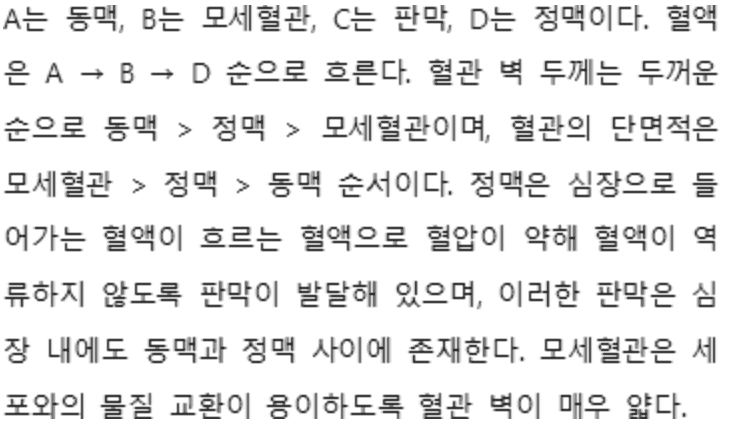 A는 동맥, B는 모세혈관, C는 판막, D는 정맥이다. 혈액
은 A → B → D 순으로 흐른다. 혈관 벽 두께는 두꺼운
순으로 동맥 > 정맥 > 모세혈관이며, 혈관의 단면적은
모세혈관 > 정맥 > 동맥 순서이다. 정맥은 심장으로 들
어가는 혈액이 흐르는 혈액으로 혈압이 약해 혈액이 역
류하지 않도록 판막이 발달해 있으며, 이러한 판막은 심
장 내에도 동맥과 정맥 사이에 존재한다. 모세혈관은 세
포와의 물질 교환이 용이하도록 혈관 벽이 매우 얇다.